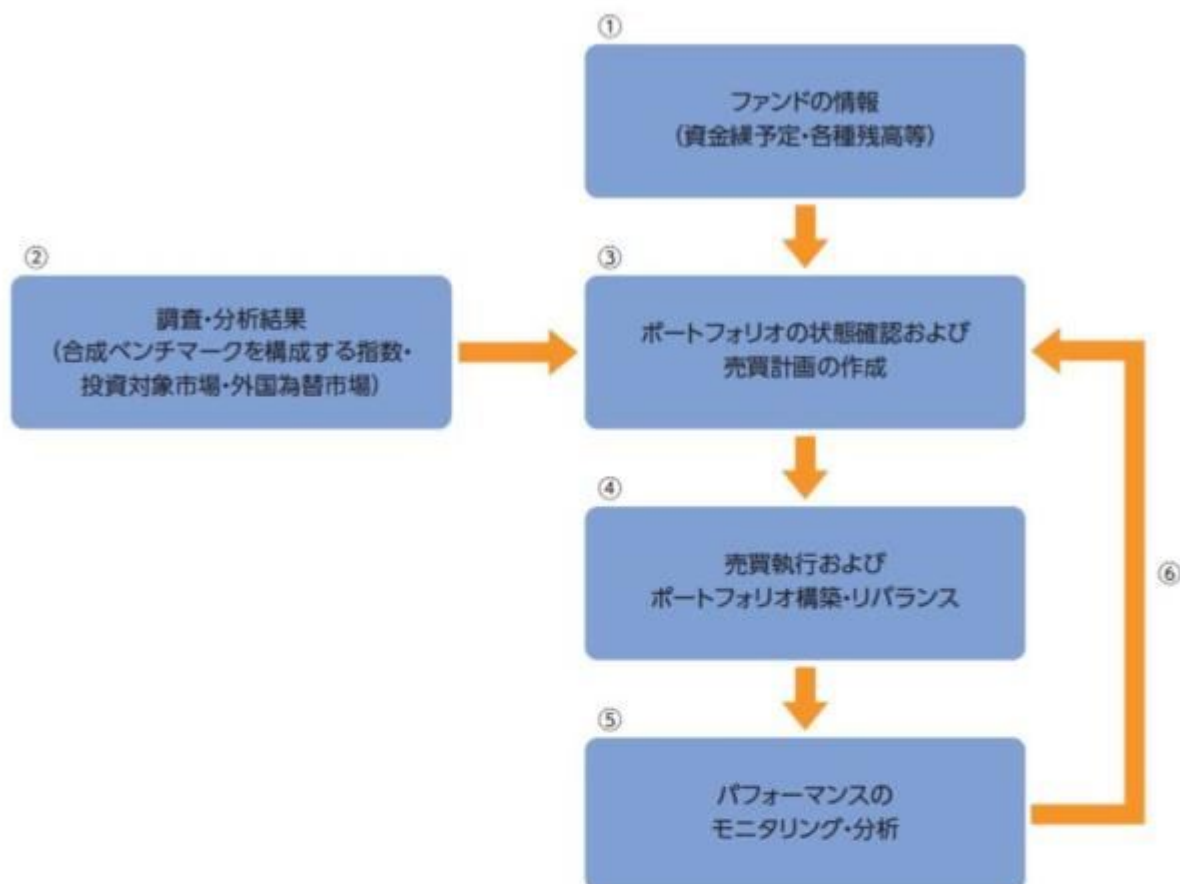 ①
ファンドの情報
(資金繰予定・各種残高等)
②
調査・分析結果
(合成ベンチマークを構成する指数・
投資対象市場・外国為替市場)
③
ポートフォリオの状態確認および
売買計画の作成
④
売買執行および
ポートフォリオ構築・リバランス
⑤
パフォーマンスの
モニタリング・分析
⑥